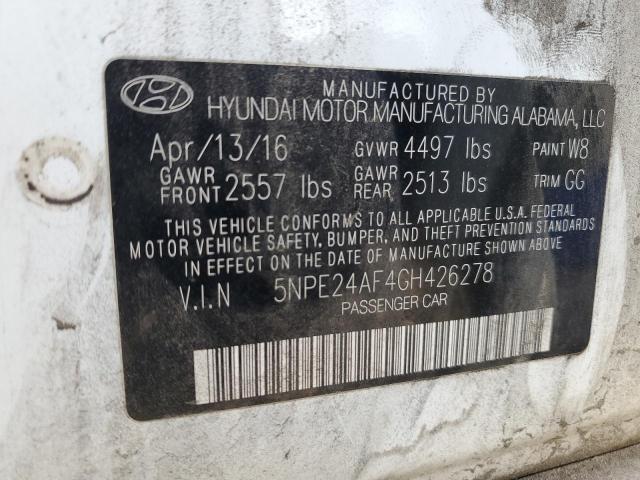 MANUFACTURED BY
HYUNDAI MOTOR MANUFACTURING ALABAMA, LLC
Apr/13/16 GVWR 4497 lbs PAINT W8
GAWR FRONT 2557 lbs GAWR REAR 2513 lbs TRIM GG
THIS VEHICLE CONFORMS TO ALL APPLICABLE U.S.A. FEDERAL
MOTOR VEHICLE SAFETY, BUMPER, AND THEFT PREVENTION STANDARDS
IN EFFECT ON THE DATE OF MANUFACTURE SHOWN ABOVE.
V.I.N 5NPE24AF4GH426278
PASSENGER CAR